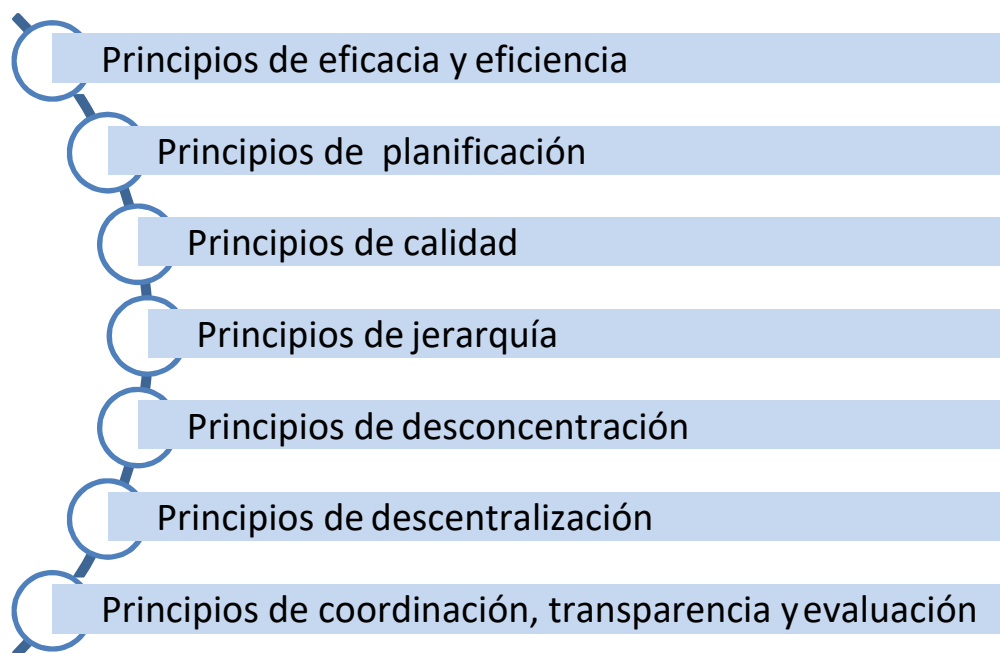 Principios de eficacia y eficiencia
Principios de planificación
Principios de calidad
Principios de jerarquía
Principios de desconcentración
Principios de descentralización
Principios de coordinación, transparencia y evaluación